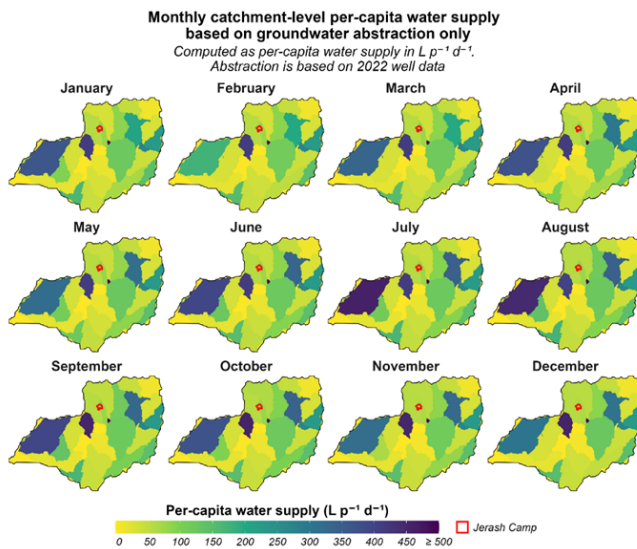 Monthly catchment-level per-capita water supply
based on groundwater abstraction only
Computed as per-capita water supply in L p⁻¹ d⁻¹.
Abstraction is based on 2022 well data
January February March April
May June July August
September October November December
Per-capita water supply (L p⁻¹ d⁻¹)
0 50 100 150 200 250 300 350 400 450 ≥ 500
Jerash Camp